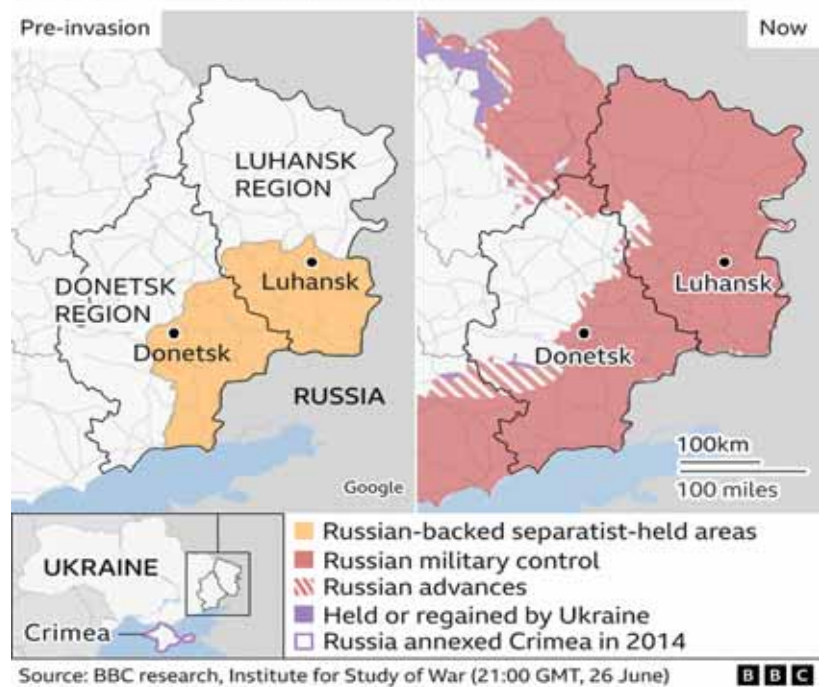 Pre-invasion
LUHANSK
REGION
DONETSK
REGION
Luhansk
Donetsk
RUSSIA
Google
Now
Luhansk
Donetsk
100km
100 miles
UKRAINE
Crimea
Russian-backed separatist-held areas
Russian military control
Russian advances
Held or regained by Ukraine
Russia annexed Crimea in 2014
Source: BBC research, Institute for Study of War (21:00 GMT, 26 June)
BBC